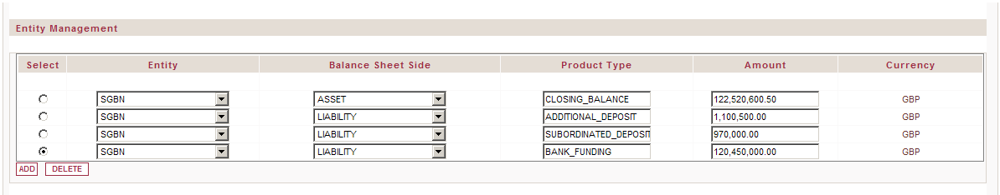 Entity Management
Select Entity Balance Sheet Side Product Type Amount Currency
SGBN ASSET CLOSING_BALANCE 122,520,600.50 GBP
SGBN LIABILITY ADDITIONAL_DEPOSIT 1,100,500.00 GBP
SGBN LIABILITY SUBORDINATED_DEPOSIT 970,000.00 GBP
SGBN LIABILITY BANK_FUNDING 120,450,000.00 GBP
ADD DELETE